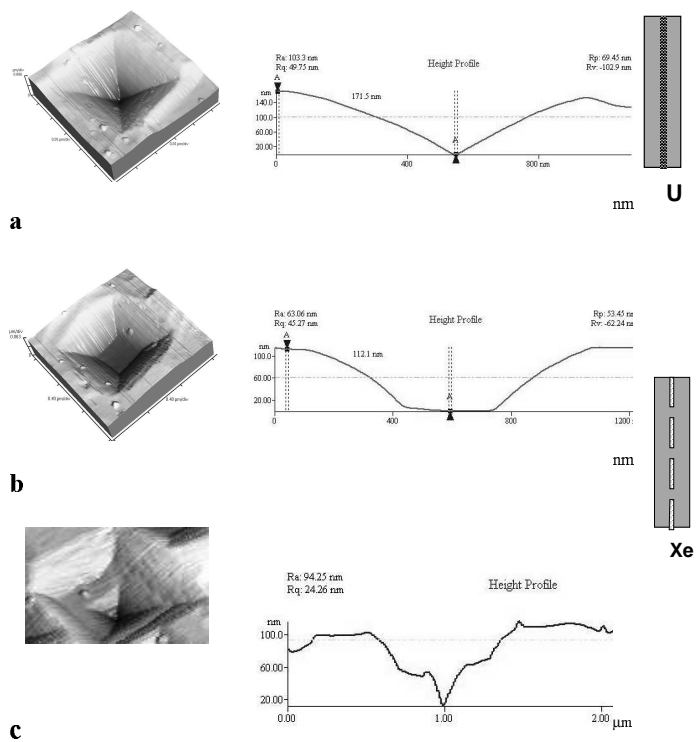 Ra: 103.3 nm
Rq: 49.75 nm
Height Profile
Rp: 69.45 nm
Rv: -102.9 nm
A
nm
171.5 nm
140.0
100.0
60.00
20.00
A
0
400
800 nm
U
nm
a
Ra: 63.06 nm
Rq: 45.27 nm
Height Profile
Rp: 53.45
Rv: -62.24
A
nm
112.1 nm
100.0
60.00
20.00
A
0
400
800
1200
nm
b
Xe
Ra: 94.25 nm
Rq: 24.26 nm
Height Profile
nm
100.0
60.00
20.00
0.00
1.00
2.00
μm
c